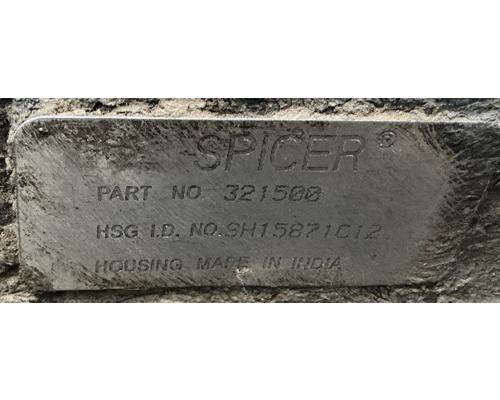 SPICER®
PART NO. 321500
HSG I.D. NO. SH15871C12
HOUSING MADE IN INDIA